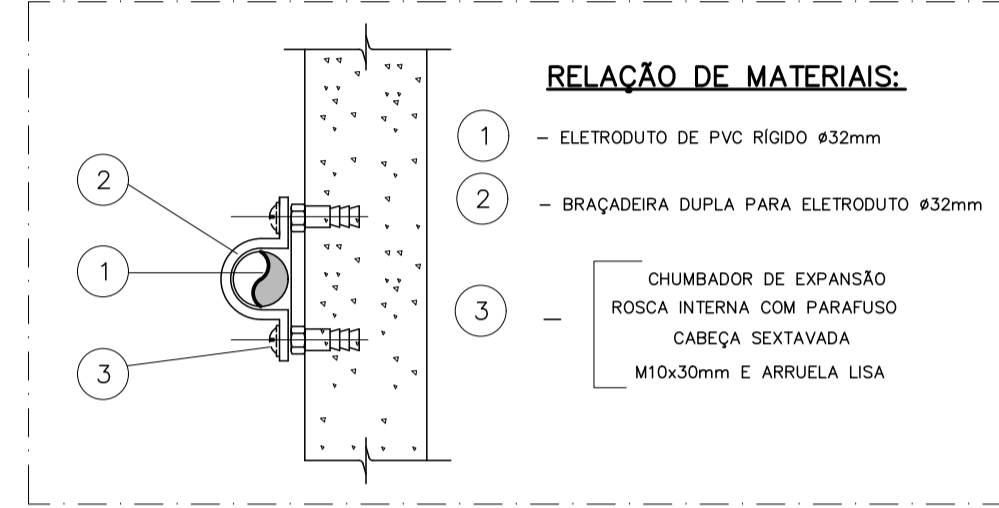 RELAÇÃO DE MATERIAIS:
1 – ELETRODUTO DE PVC RÍGIDO ø32mm
2 – BRAÇADEIRA DUPLA PARA ELETRODUTO ø32mm
3 – CHUMBADOR DE EXPANSÃO
ROSCA INTERNA COM PARAFUSO
CABEÇA SEXTAVADA
M10x30mm E ARRUELA LISA
2
1
3